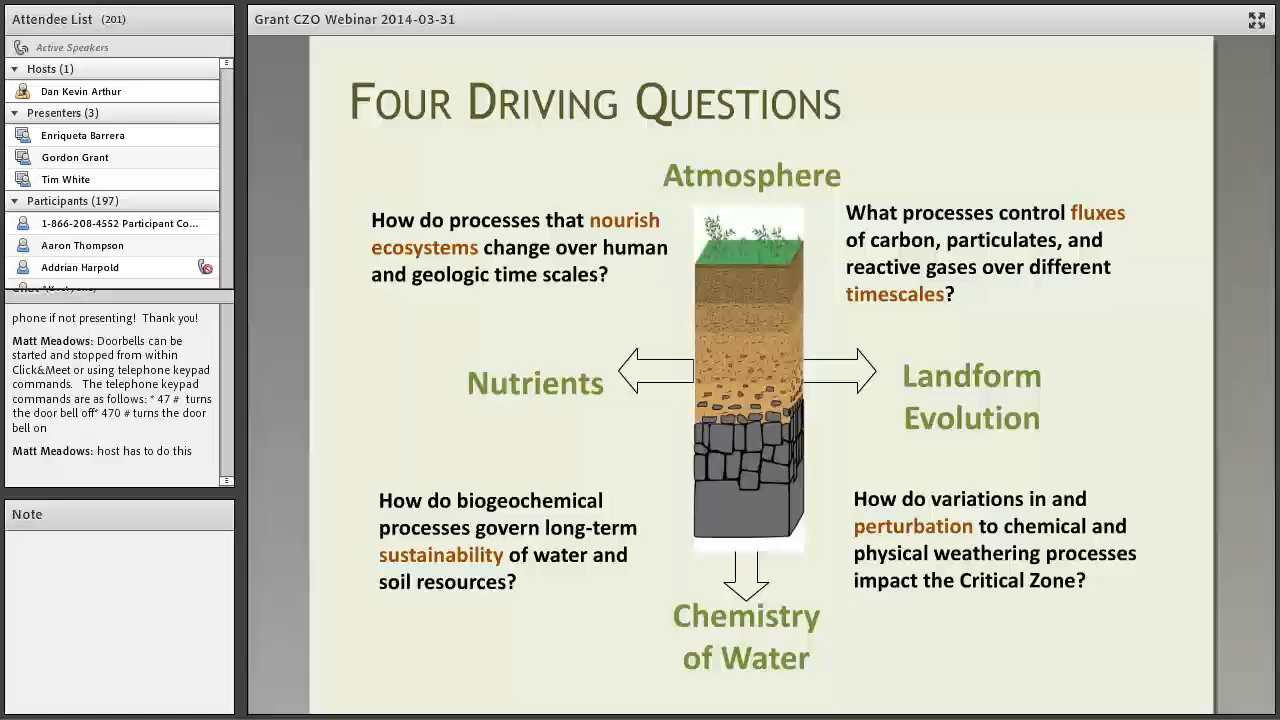 Attendee List (201)
Active Speakers
Hosts (1)
Dan Kevin Arthur
Presenters (3)
Enriqueta Barrera
Gordon Grant
Tim White
Participants (197)
1-866-208-4552 Participant Co...
Aaron Thompson
Addrian Harpold
phone if not presenting! Thank you!
Matt Meadows: Doorbells can be
started and stopped from within
Click&Meet or using telephone keypad
commands. The telephone keypad
commands are as follows: * 47 # turns
the door bell off* 470 # turns the door
bell on
Matt Meadows: host has to do this
Note
Grant CZO Webinar 2014-03-31
FOUR DRIVING QUESTIONS
Atmosphere
How do processes that nourish
ecosystems change over human
and geologic time scales?
What processes control fluxes
of carbon, particulates, and
reactive gases over different
timescales?
Nutrients
Landform
Evolution
How do biogeochemical
processes govern long-term
sustainability of water and
soil resources?
How do variations in and
perturbation to chemical and
physical weathering processes
impact the Critical Zone?
Chemistry
of Water